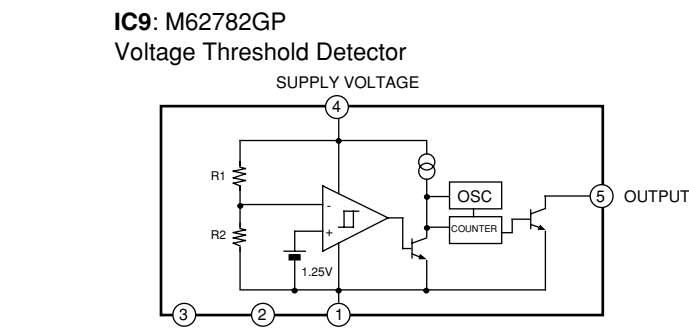 IC9: M62782GP
Voltage Threshold Detector
SUPPLY VOLTAGE
4
R1
OSC
5 OUTPUT
-
R2
+
COUNTER
1.25V
3 2 1